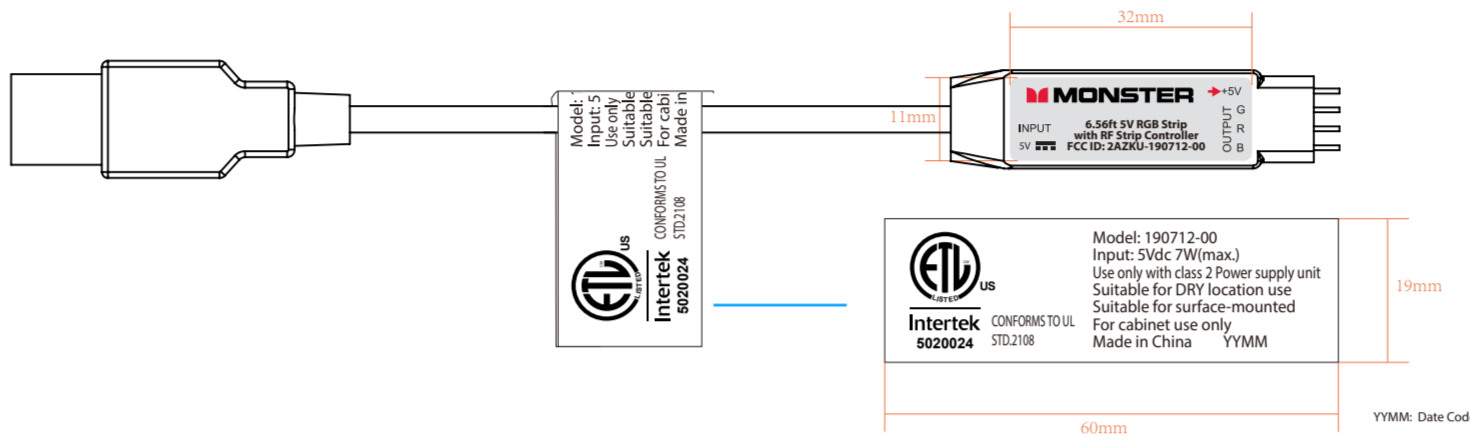 32mm
11mm
MONSTER
+5V
G
R
B
OUTPUT
INPUT
5V
6.56ft 5V RGB Strip
with RF Strip Controller
FCC ID: 2AZKU-190712-00
Model: 1
Input: 5
Use only
Suitable
Suitable
For cabi
Made in
ETL
LISTED
US
Intertek
5020024
CONFORMS TO UL
STD.2108
ETL
LISTED
US
Intertek
5020024
CONFORMS TO UL
STD.2108
Model: 190712-00
Input: 5Vdc 7W(max.)
Use only with class 2 Power supply unit
Suitable for DRY location use
Suitable for surface-mounted
For cabinet use only
Made in China YYMM
19mm
60mm
YYMM: Date Cod